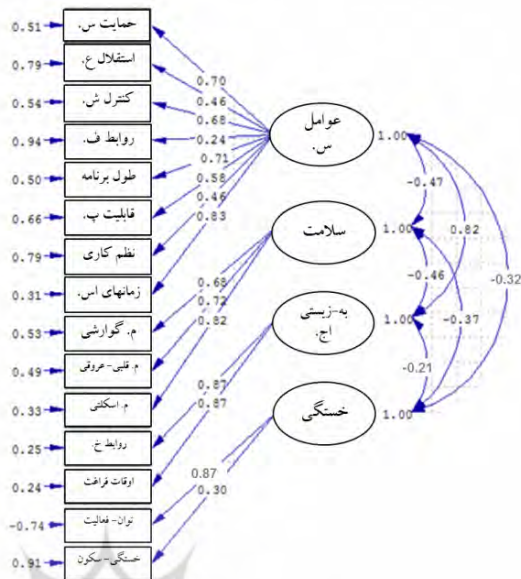 0.51 حمایت س.
0.79 استقلال ع.
0.54 کنترل ش.
0.94 روابط ف.
0.50 طول برنامه
0.66 قابلیت پ.
0.79 نظم کاری
0.31 زمانهای اس.
0.53 م. گوارشی
0.49 م. قلبی-عروقی
0.33 م. اسکلتی
0.25 روابط خ.
0.24 اوقات فراغت
-0.74 توان-فعالیت
0.91 خستگی-سکون
0.70
0.46
0.68
0.24
0.71
0.58
0.46
0.83
0.68
0.72
0.82
0.87
0.87
0.87
0.30
عوامل
س.
1.00
سلامت
1.00
به-زیستی
اج.
1.00
خستگی
1.00
-0.47
0.82
-0.32
-0.46
-0.37
-0.21